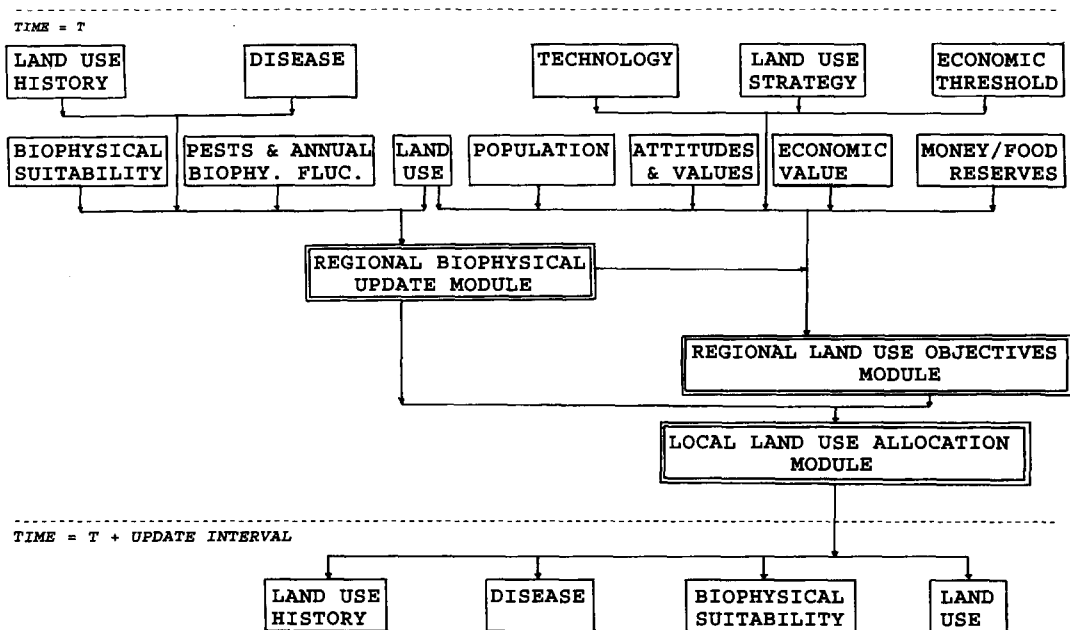 TIME = T
LAND USE
HISTORY
DISEASE
TECHNOLOGY
LAND USE
STRATEGY
ECONOMIC
THRESHOLD
BIOPHYSICAL
SUITABILITY
PESTS & ANNUAL
BIOPHY. FLUC.
LAND
USE
POPULATION
ATTITUDES
& VALUES
ECONOMIC
VALUE
MONEY/FOOD
RESERVES
REGIONAL BIOPHYSICAL
UPDATE MODULE
REGIONAL LAND USE OBJECTIVES
MODULE
LOCAL LAND USE ALLOCATION
MODULE
TIME = T + UPDATE INTERVAL
LAND USE
HISTORY
DISEASE
BIOPHYSICAL
SUITABILITY
LAND
USE